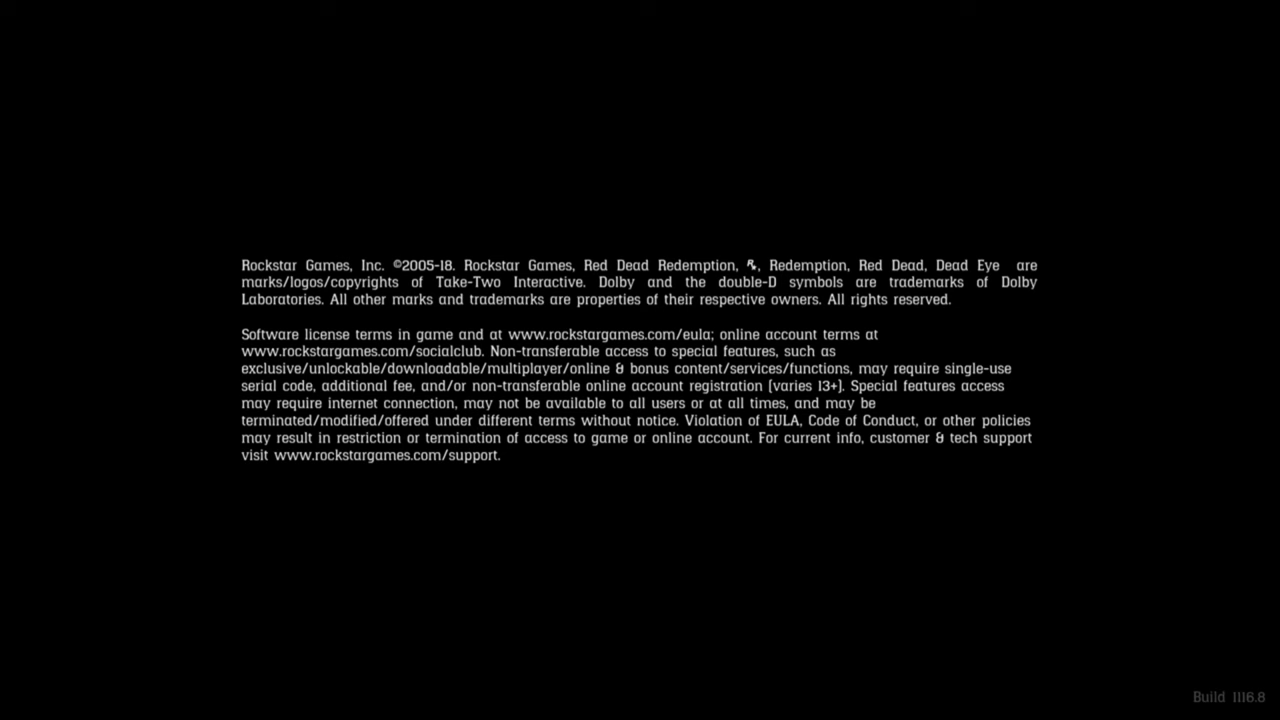 Rockstar Games, Inc. ©2005-18. Rockstar Games, Red Dead Redemption, R*, Redemption, Red Dead, Dead Eye are
marks/logos/copyrights of Take-Two Interactive. Dolby and the double-D symbols are trademarks of Dolby
Laboratories. All other marks and trademarks are properties of their respective owners. All rights reserved.
Software license terms in game and at www.rockstargames.com/eula; online account terms at
www.rockstargames.com/socialclub. Non-transferable access to special features, such as
exclusive/unlockable/downloadable/multiplayer/online & bonus content/services/functions, may require single-use
serial code, additional fee, and/or non-transferable online account registration (varies 13+). Special features access
may require internet connection, may not be available to all users or at all times, and may be
terminated/modified/offered under different terms without notice. Violation of EULA, Code of Conduct, or other policies
may result in restriction or termination of access to game or online account. For current info, customer & tech support
visit www.rockstargames.com/support.
Build 1116.8